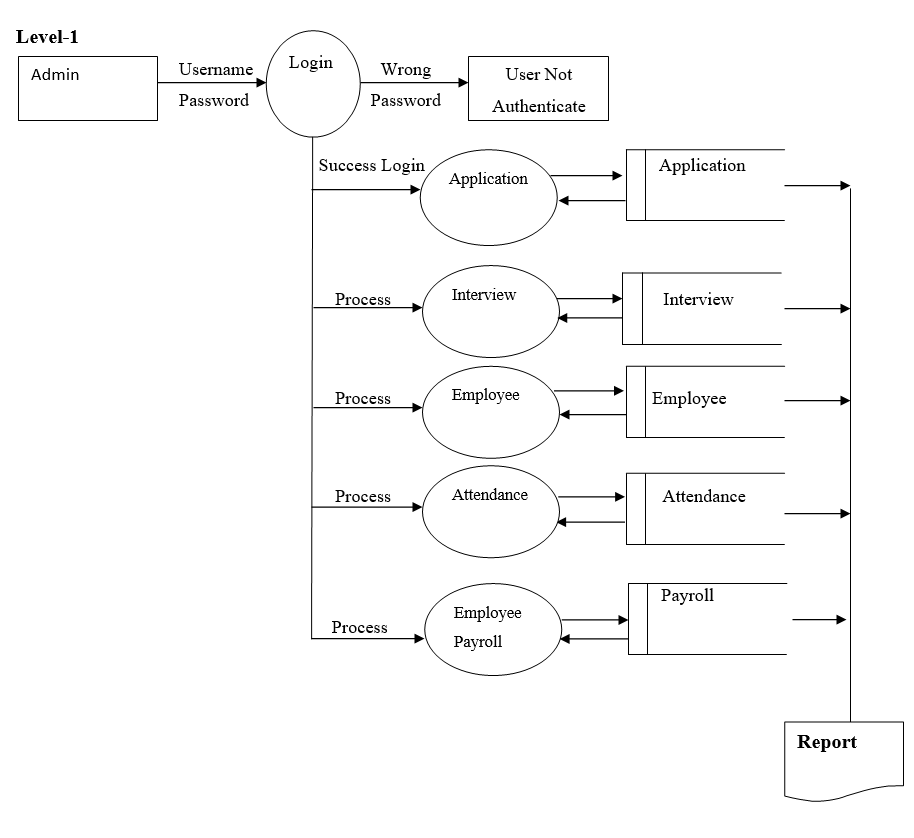 Level-1
Admin
Username
Password
Login
Wrong
Password
User Not
Authenticate
Success Login
Application
Application
Process
Interview
Interview
Process
Employee
Employee
Process
Attendance
Attendance
Process
Employee
Payroll
Payroll
Report